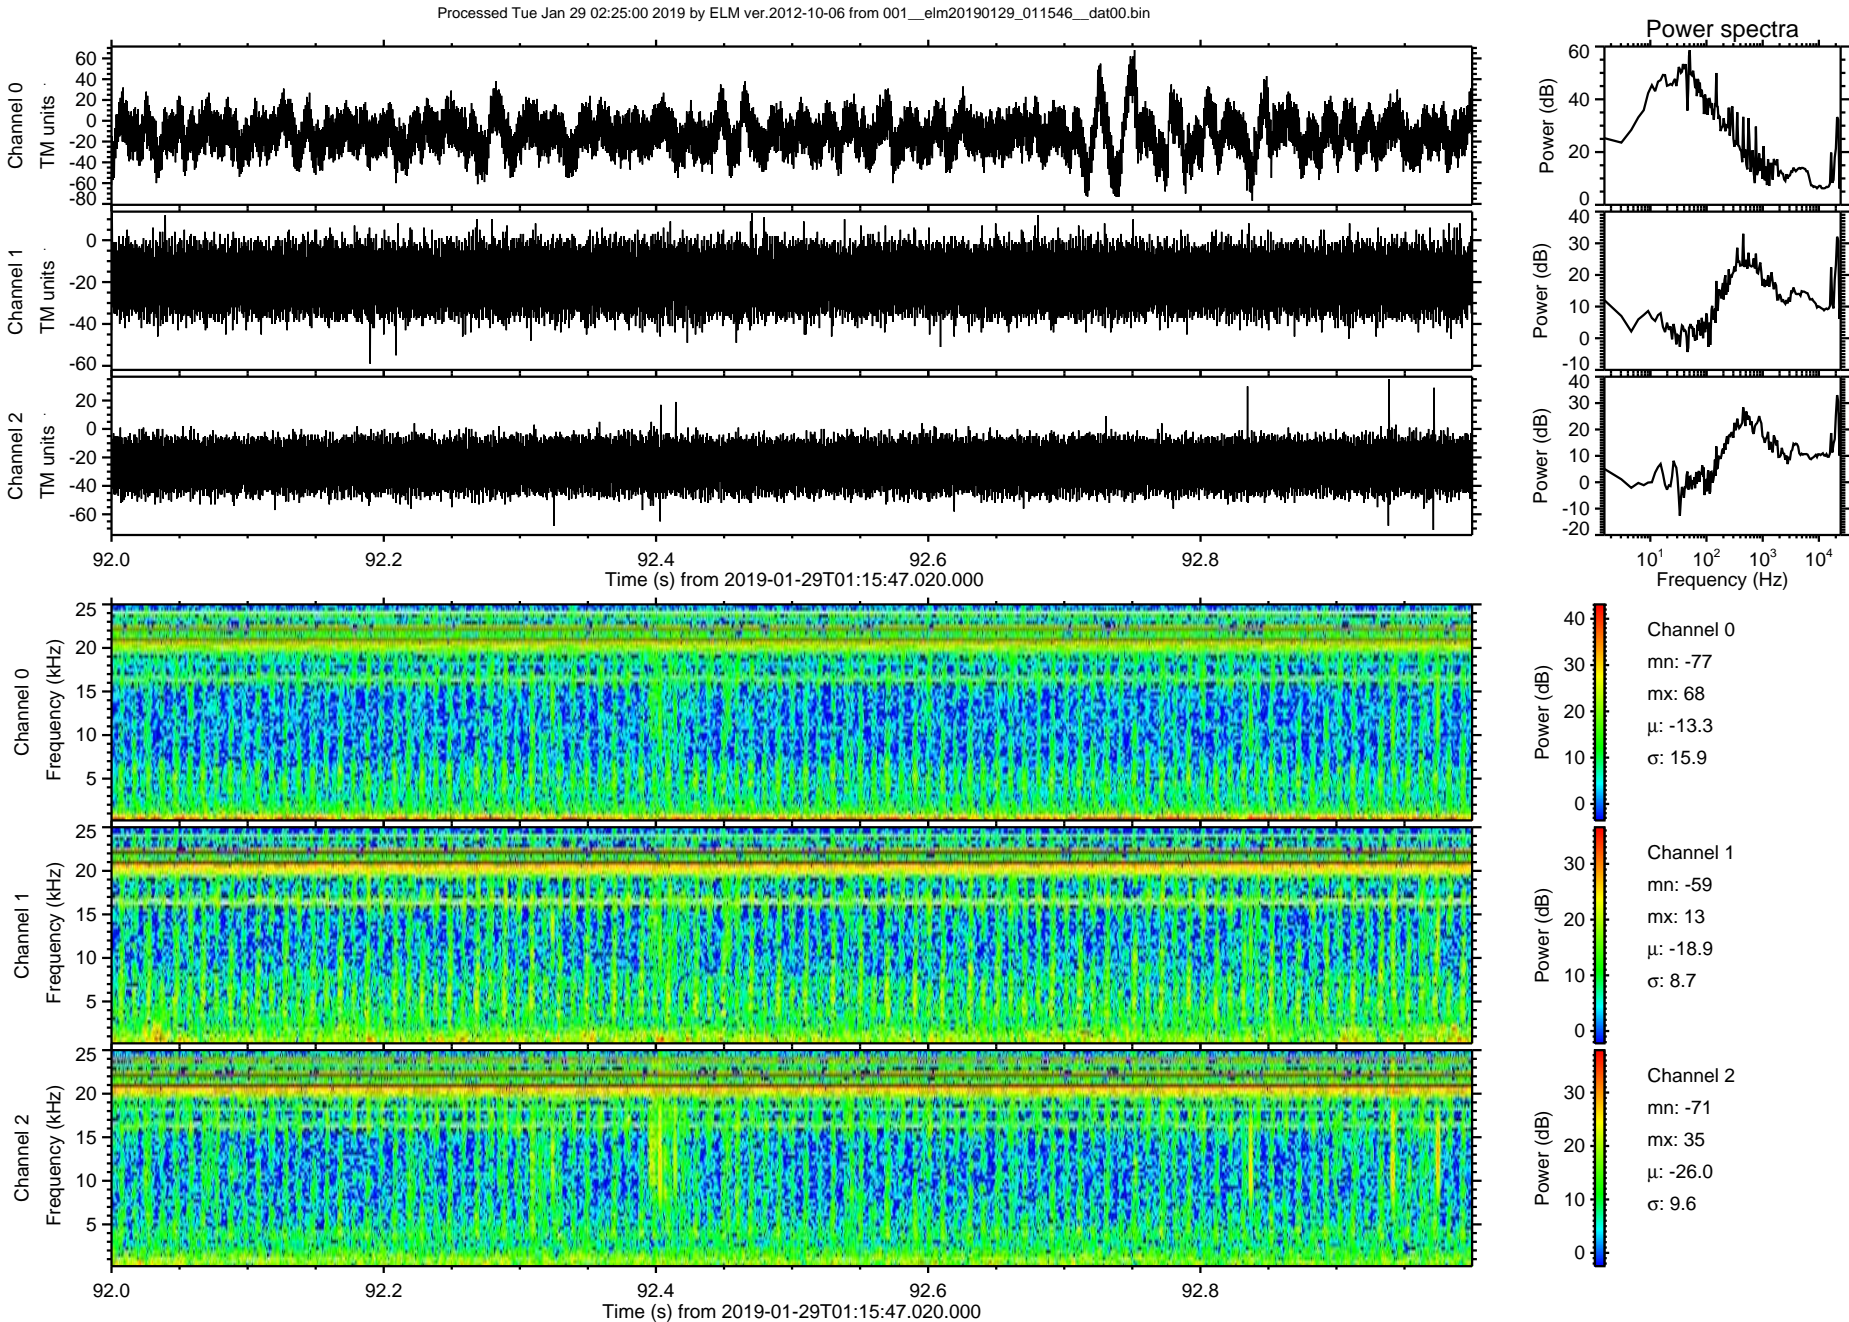 Processed Tue Jan 29 02:25:00 2019 by ELM ver.2012-10-06 from 001__elm20190129_011546__dat00.bin
Power spectra
Channel 0
TM units
60
40
20
0
-20
-40
-60
-80
Power (dB)
60
40
20
0
Channel 1
TM units
0
-20
-40
-60
Power (dB)
40
30
20
10
0
-10
Channel 2
TM units
20
0
-20
-40
-60
Power (dB)
40
30
20
10
0
-10
-20
92.0 92.2 92.4 92.6 92.8
Time (s) from 2019-01-29T01:15:47.020.000
10^1 10^2 10^3 10^4
Frequency (Hz)
Channel 0
Frequency (kHz)
25
20
15
10
5
Power (dB)
40
30
20
10
0
Channel 0
mn: -77
mx: 68
μ: -13.3
σ: 15.9
Channel 1
Frequency (kHz)
25
20
15
10
5
Power (dB)
30
20
10
0
Channel 1
mn: -59
mx: 13
μ: -18.9
σ: 8.7
Channel 2
Frequency (kHz)
25
20
15
10
5
Power (dB)
30
20
10
0
Channel 2
mn: -71
mx: 35
μ: -26.0
σ: 9.6
92.0 92.2 92.4 92.6 92.8
Time (s) from 2019-01-29T01:15:47.020.000